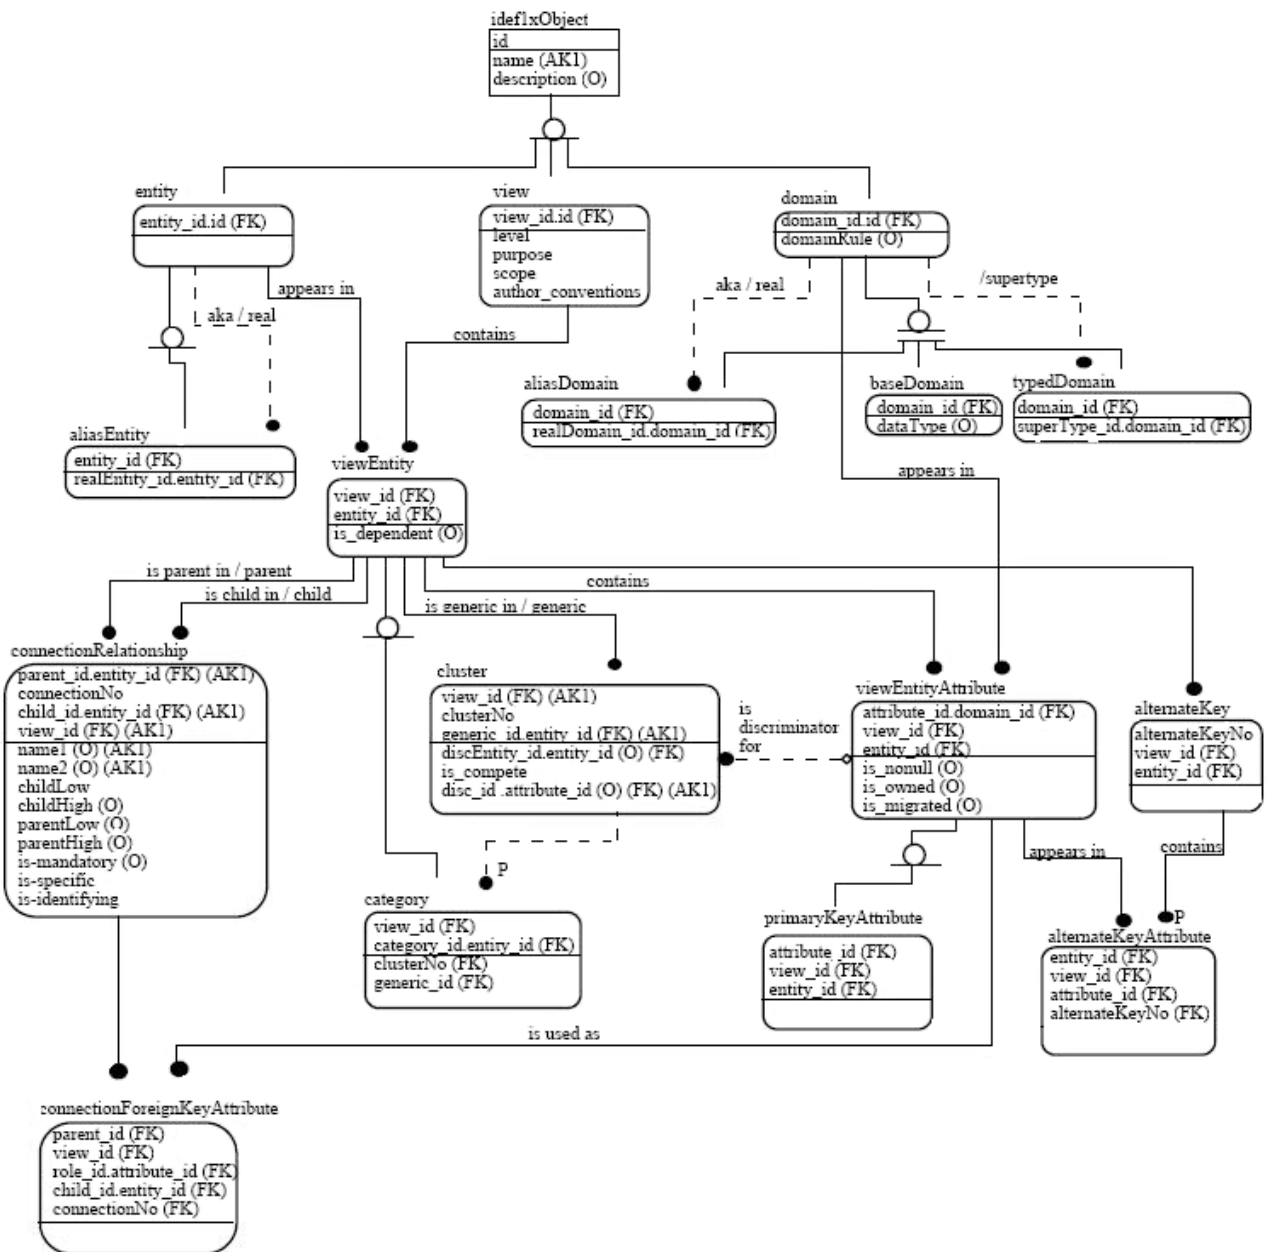 idef1xObject
id
name (AK1)
description (O)
entity
entity_id.id (FK)
view
view_id.id (FK)
level
purpose
scope
author_conventions
domain
domain_id.id (FK)
domainRule (O)
appears in
aka / real
contains
aka / real
/supertype
aliasDomain
domain_id (FK)
realDomain_id.domain_id (FK)
baseDomain
domain_id (FK)
dataType (O)
typedDomain
domain_id (FK)
superType_id.domain_id (FK)
aliasEntity
entity_id (FK)
realEntity_id.entity_id (FK)
viewEntity
view_id (FK)
entity_id (FK)
is_dependent (O)
appears in
is parent in / parent
is child in / child
is generic in / generic
contains
connectionRelationship
parent_id.entity_id (FK) (AK1)
connectionNo
child_id.entity_id (FK) (AK1)
view_id (FK) (AK1)
name1 (O) (AK1)
name2 (O) (AK1)
childLow
childHigh (O)
parentLow (O)
parentHigh (O)
is-mandatory (O)
is-specific
is-identifying
cluster
view_id (FK) (AK1)
clusterNo
generic_id.entity_id (FK) (AK1)
discEntity_id.entity_id (O) (FK)
is_compete
disc_id .attribute_id (O) (FK) (AK1)
is
discriminator
for
viewEntityAttribute
attribute_id.domain_id (FK)
view_id (FK)
entity_id (FK)
is_nonull (O)
is_owned (O)
is_migrated (O)
alternateKey
alternateKeyNo
view_id (FK)
entity_id (FK)
P
category
view_id (FK)
category_id.entity_id (FK)
clusterNo (FK)
generic_id (FK)
appears in
contains
primaryKeyAttribute
attribute_id (FK)
view_id (FK)
entity_id (FK)
P
alternateKeyAttribute
entity_id (FK)
view_id (FK)
attribute_id (FK)
alternateKeyNo (FK)
is used as
connectionForeignKeyAttribute
parent_id (FK)
view_id (FK)
role_id.attribute_id (FK)
child_id.entity_id (FK)
connectionNo (FK)